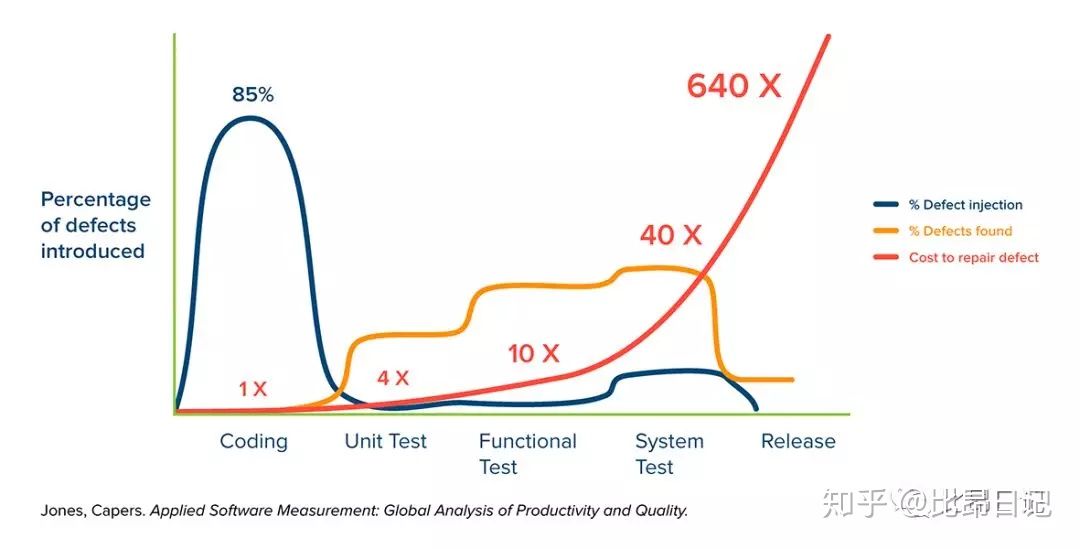 85%
640 X
Percentage
of defects
introduced
40 X
10 X
4 X
1 X
% Defect injection
% Defects found
Cost to repair defect
Coding
Unit Test
Functional
Test
System
Test
Release
Jones, Capers. Applied Software Measurement: Global Analysis of Productivity and Quality.
知乎 @比昂日记